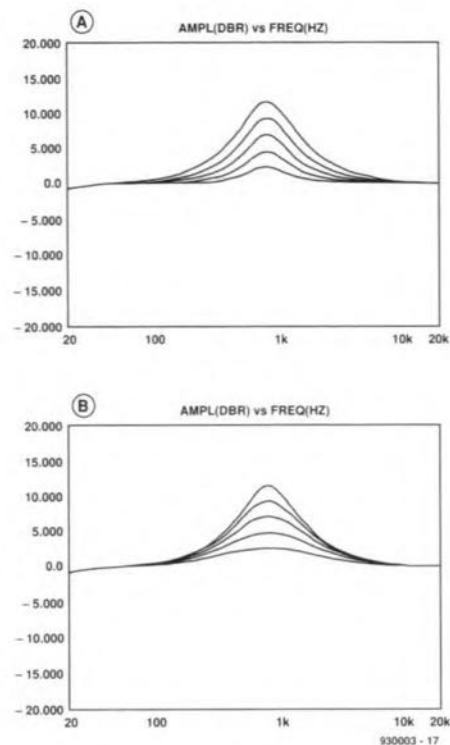 A
AMPL(DBR) vs FREQ(HZ)
20.000
15.000
10.000
5.000
0.0
– 5.000
– 10.000
– 15.000
– 20.000
20 100 1k 10k 20k
B
AMPL(DBR) vs FREQ(HZ)
20.000
15.000
10.000
5.000
0.0
– 5.000
– 10.000
– 15.000
– 20.000
20 100 1k 10k 20k
930003 - 17